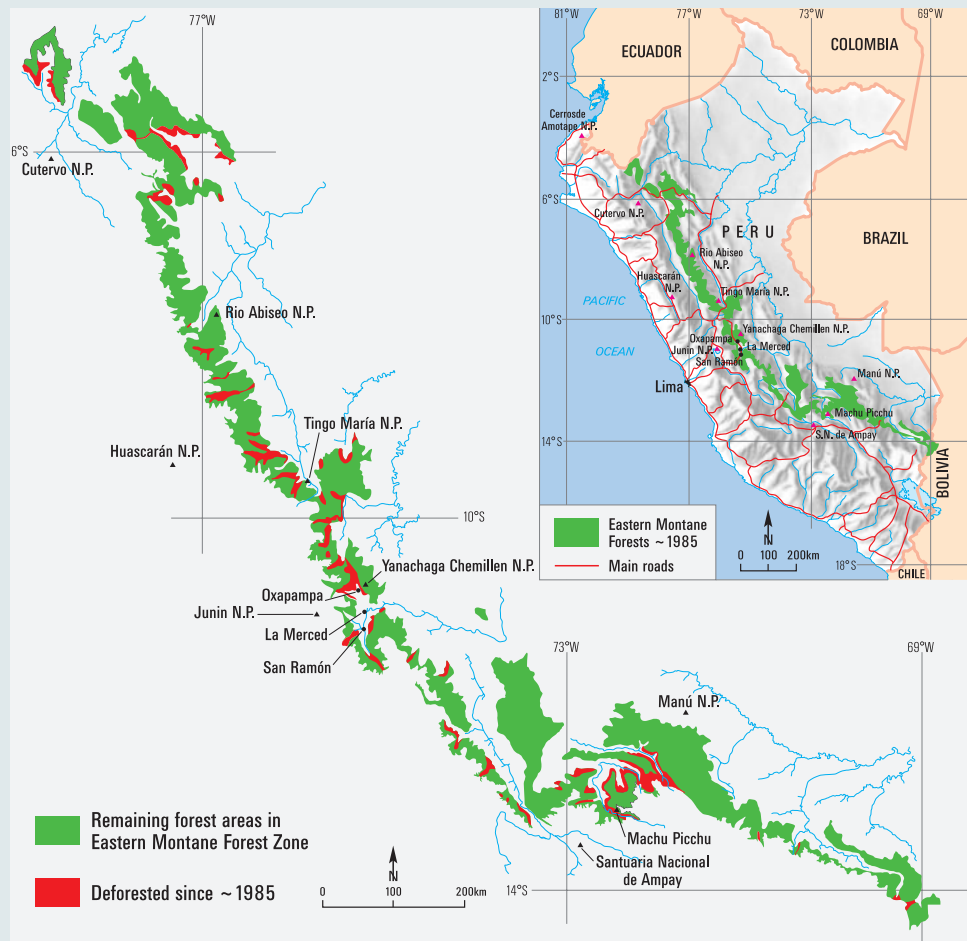 77°W
6°S
Cutervo N.P.
Rio Abiseo N.P.
Tingo María N.P.
Huascarán N.P.
10°S
Yanachaga Chemillen N.P.
Oxapampa
Junin N.P.
La Merced
San Ramón
73°W
69°W
Manú N.P.
Machu Picchu
Santuaria Nacional
de Ampay
14°S
Remaining forest areas in
Eastern Montane Forest Zone
Deforested since ~1985
N
0 100 200km
81°W 77°W 73°W 69°W
ECUADOR
COLOMBIA
2°S
Cerrosde
Amotape N.P.
6°S
Cutervo N.P.
PERU
BRAZIL
Rio Abiseo
N.P.
Huascarán
N.P.
Tingo María N.P.
PACIFIC
OCEAN
10°S
Yanachaga Chemillen N.P.
Oxapampa
La Merced
Junin N.P.
San Ramón
Lima
Manú N.P.
Machu Picchu
S.N. de Ampay
14°S
BOLIVIA
Eastern Montane
Forests ~1985
Main roads
N
0 100 200km
18°S
CHILE